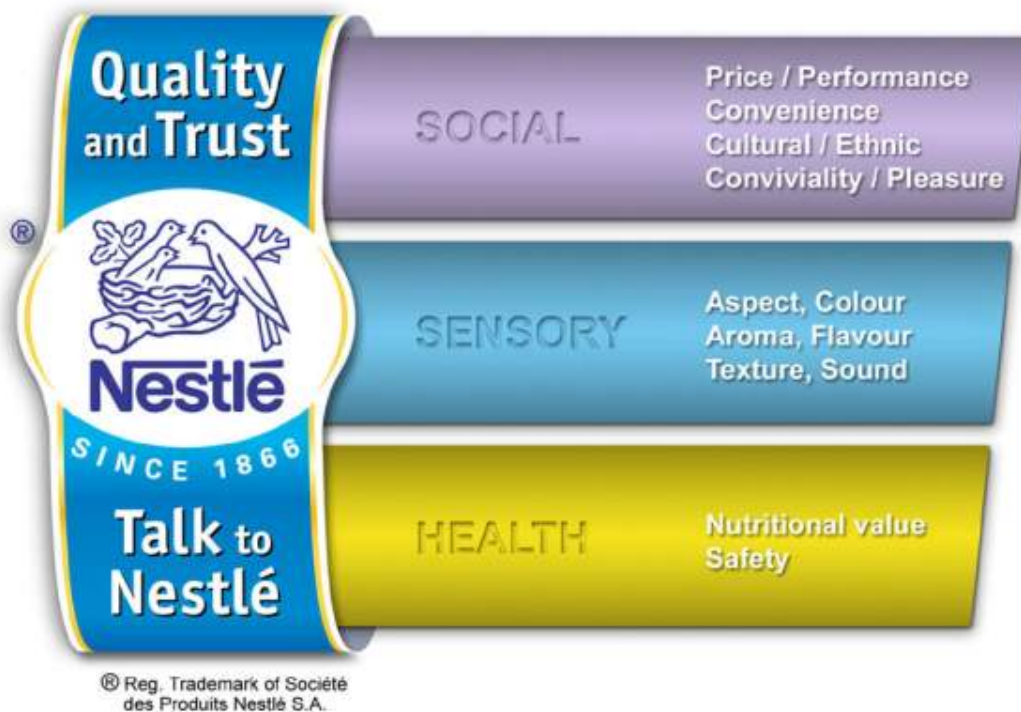 Quality
and Trust
®
Nestlé
SINCE 1866
Talk to
Nestlé
SOCIAL
Price / Performance
Convenience
Cultural / Ethnic
Conviviality / Pleasure
SENSORY
Aspect, Colour
Aroma, Flavour
Texture, Sound
HEALTH
Nutritional value
Safety
® Reg. Trademark of Société
des Produits Nestlé S.A.